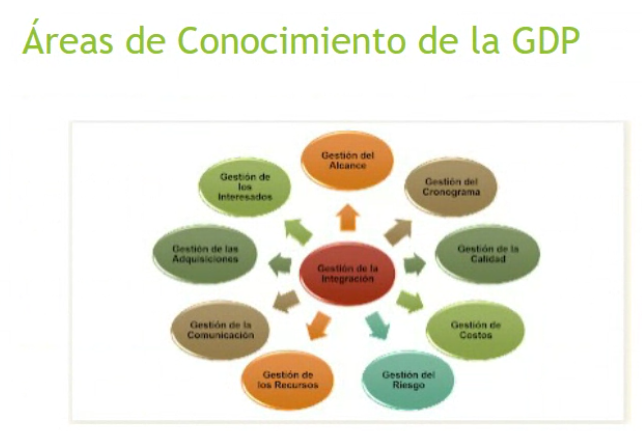 Áreas de Conocimiento de la GDP
Gestión del
Alcance
Gestión del
Cronograma
Gestión de la
Calidad
Gestión de
Costos
Gestión del
Riesgo
Gestión de
los Recursos
Gestión de la
Comunicación
Gestión de las
Adquisiciones
Gestión de
los
Interesados
Gestión de la
Integración